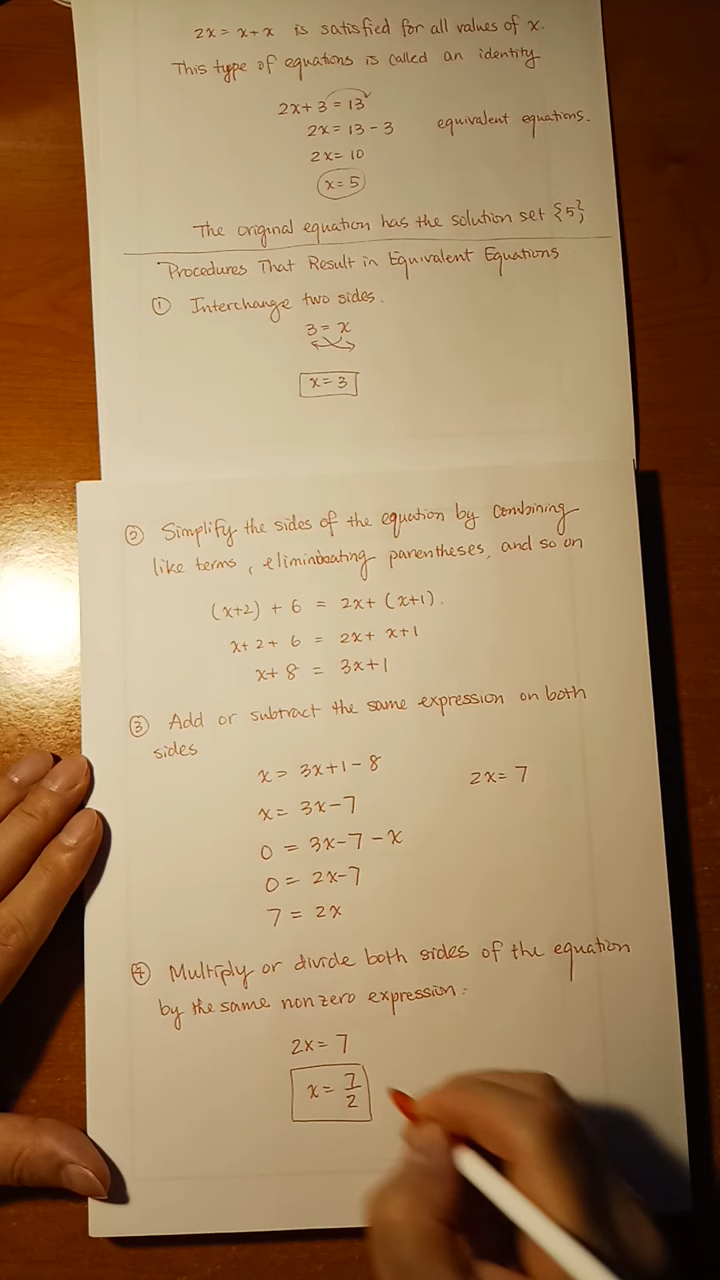 2x = x + x is satisfied for all values of x.
This type of equations is called an identity
2x + 3 = 13
2x = 13 - 3 equivalent equations.
2x = 10
x = 5
The original equation has the solution set {5}
Procedures That Result in Equivalent Equations
① Interchange two sides.
3 = x
x = 3
② Simplify the sides of the equation by combining
like terms, eliminating parentheses, and so on
(x+2) + 6 = 2x + (x+1).
x + 2 + 6 = 2x + x + 1
x + 8 = 3x + 1
③ Add or subtract the same expression on both
sides
x = 3x + 1 - 8 2x = 7
x = 3x - 7
0 = 3x - 7 - x
0 = 2x - 7
7 = 2x
④ Multiply or divide both sides of the equation
by the same nonzero expression:
2x = 7
x = 7/2